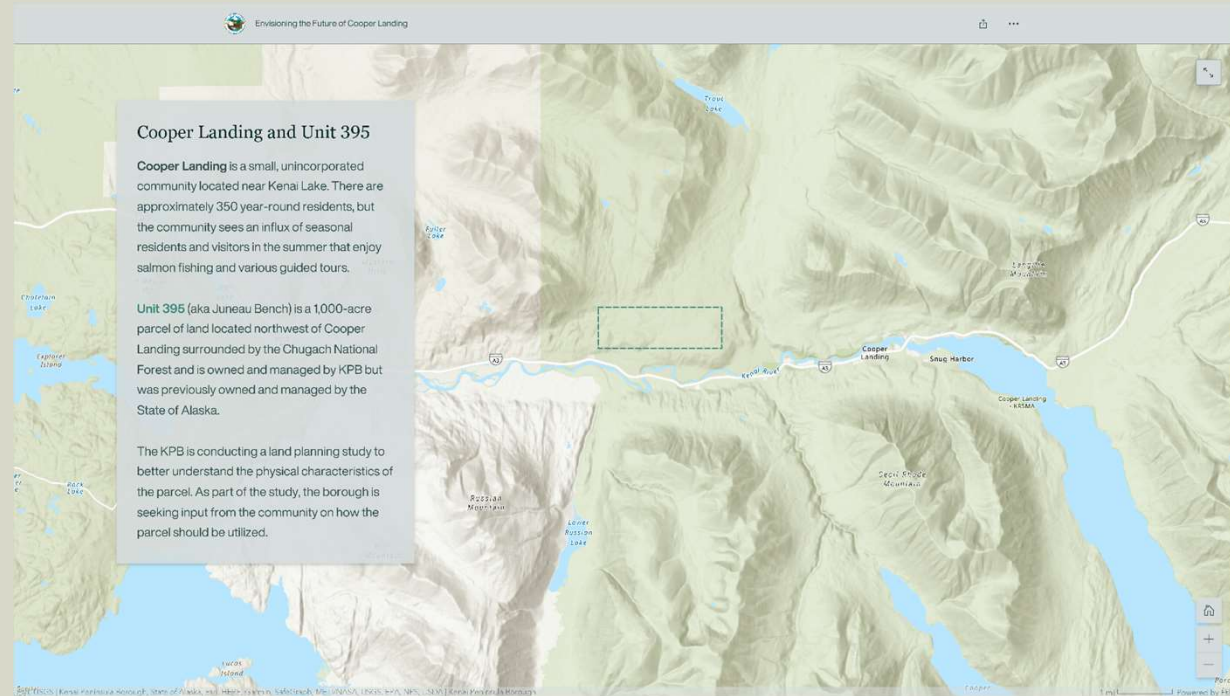 Envisioning the Future of Cooper Landing
Cooper Landing and Unit 395
Cooper Landing is a small, unincorporated
community located near Kenai Lake. There are
approximately 350 year-round residents, but
the community sees an influx of seasonal
residents and visitors in the summer that enjoy
salmon fishing and various guided tours.
Unit 395 (aka Juneau Bench) is a 1,000-acre
parcel of land located northwest of Cooper
Landing surrounded by the Chugach National
Forest and is owned and managed by KPB but
was previously owned and managed by the
State of Alaska.
The KPB is conducting a land planning study to
better understand the physical characteristics of
the parcel. As part of the study, the borough is
seeking input from the community on how the
parcel should be utilized.
Trout
Lake
Fuller
Lake
Chatelain
Lake
Explorer
Island
Langille
Mountain
Cooper
Landing
Snug Harbor
Kenai River
Cooper Landing
- KRSMA
Cecil Rhode
Mountain
Russian
Mountain
Lower
Russian
Lake
Lake
Lucas
Island
Cooper
Powered by